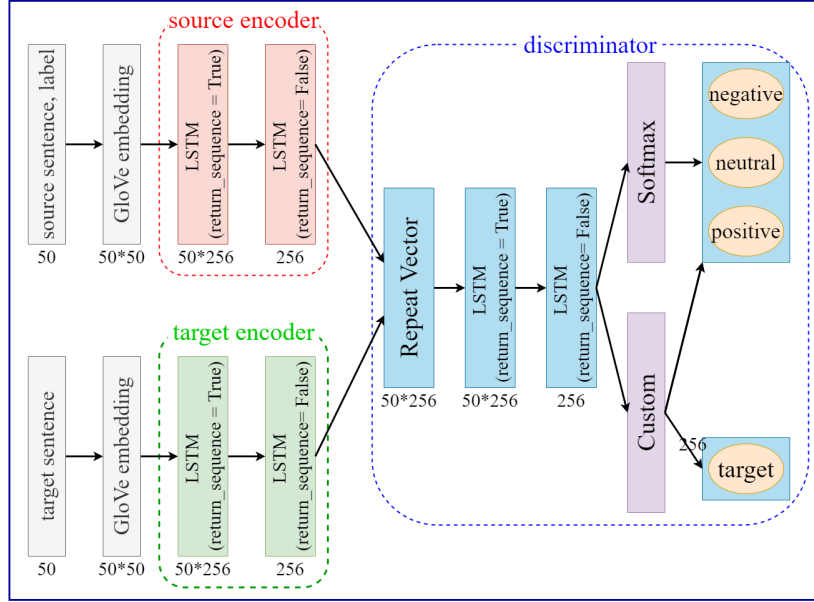 source encoder
source sentence, label
50
GloVe embedding
50*50
LSTM
(return_sequence = True)
50*256
LSTM
(return_sequence= False)
256
target encoder
target sentence
50
GloVe embedding
50*50
LSTM
(return_sequence = True)
50*256
LSTM
(return_sequence= False)
256
discriminator
Repeat Vector
50*256
LSTM
(return_sequence = True)
50*256
LSTM
(return_sequence= False)
256
Softmax
negative
neutral
positive
Custom
256
target